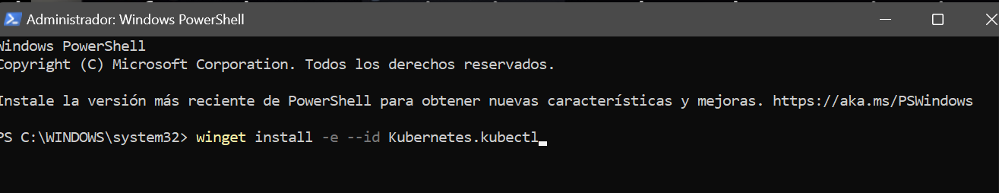 Administrador: Windows PowerShell
Windows PowerShell
Copyright (C) Microsoft Corporation. Todos los derechos reservados.
Instale la versión más reciente de PowerShell para obtener nuevas características y mejoras. https://aka.ms/PSWindows
PS C:\WINDOWS\system32> winget install -e --id Kubernetes.kubectl